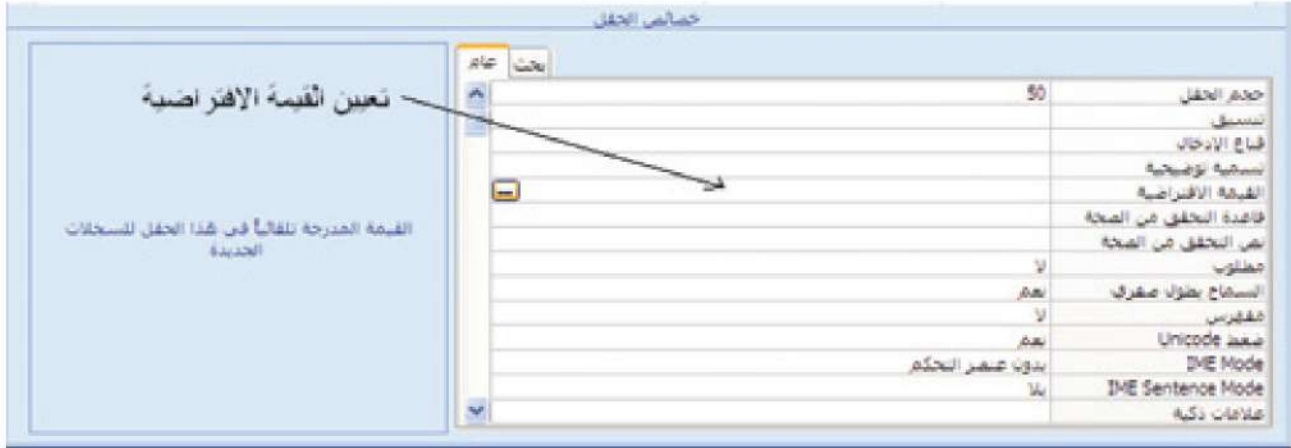 خصائص الحقل
عام بحث
حجم الحقل 50
تنسيق
قناع الإدخال
تسمية توضيحية
القيمة الافتراضية
قاعدة التحقق من الصحة
نص التحقق من الصحة
مطلوب لا
السماح بطول صفري نعم
مفهرس لا
ضغط Unicode نعم
IME Mode بدون عنصر التحكم
IME Sentence Mode بلا
علامات ذكية
تعيين القيمة الافتراضية
القيمة المدرجة تلقائياً في هذا الحقل للسجلات
الجديدة